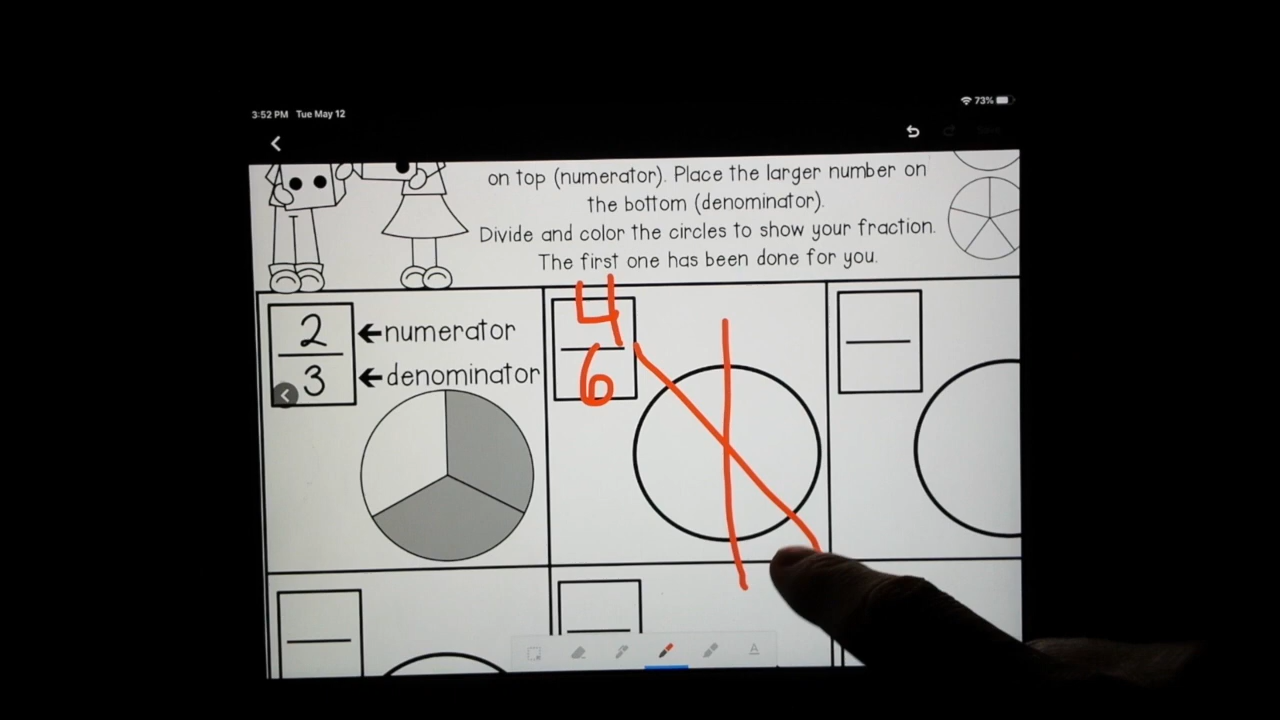 3:52 PM Tue May 12
73%
on top (numerator). Place the larger number on
the bottom (denominator).
Divide and color the circles to show your fraction.
The first one has been done for you.
2
3
←numerator
←denominator
4
6
A